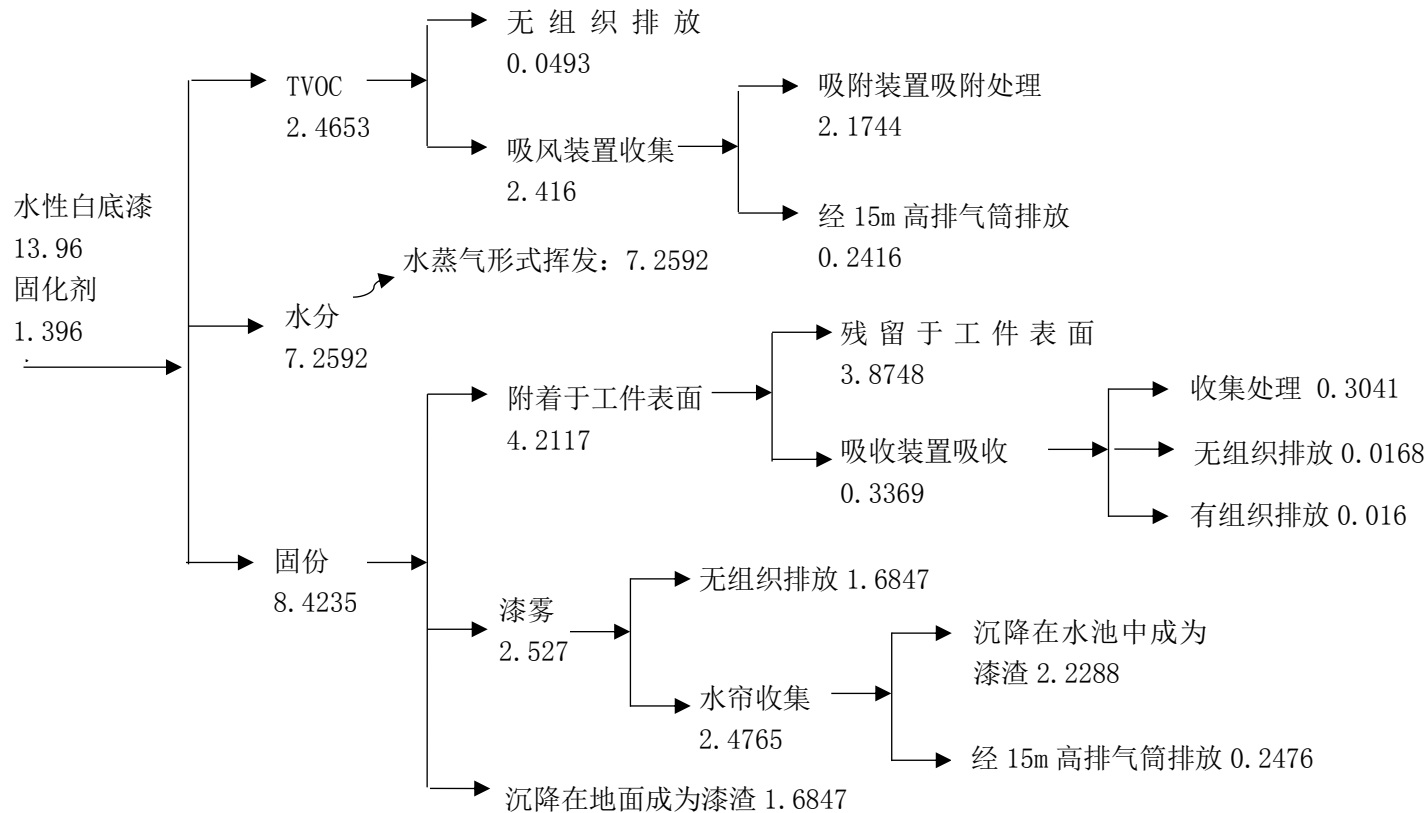 无组织排放
0.0493
TVOC
2.4653
吸附装置吸附处理
2.1744
吸风装置收集
2.416
水性白底漆
13.96
固化剂
1.396
经 15m 高排气筒排放
0.2416
水蒸气形式挥发：7.2592
水分
7.2592
残留于工件表面
3.8748
附着于工件表面
4.2117
收集处理 0.3041
吸收装置吸收
0.3369
无组织排放 0.0168
有组织排放 0.016
固份
8.4235
无组织排放 1.6847
漆雾
2.527
沉降在水池中成为
漆渣 2.2288
水帘收集
2.4765
经 15m 高排气筒排放 0.2476
沉降在地面成为漆渣 1.6847